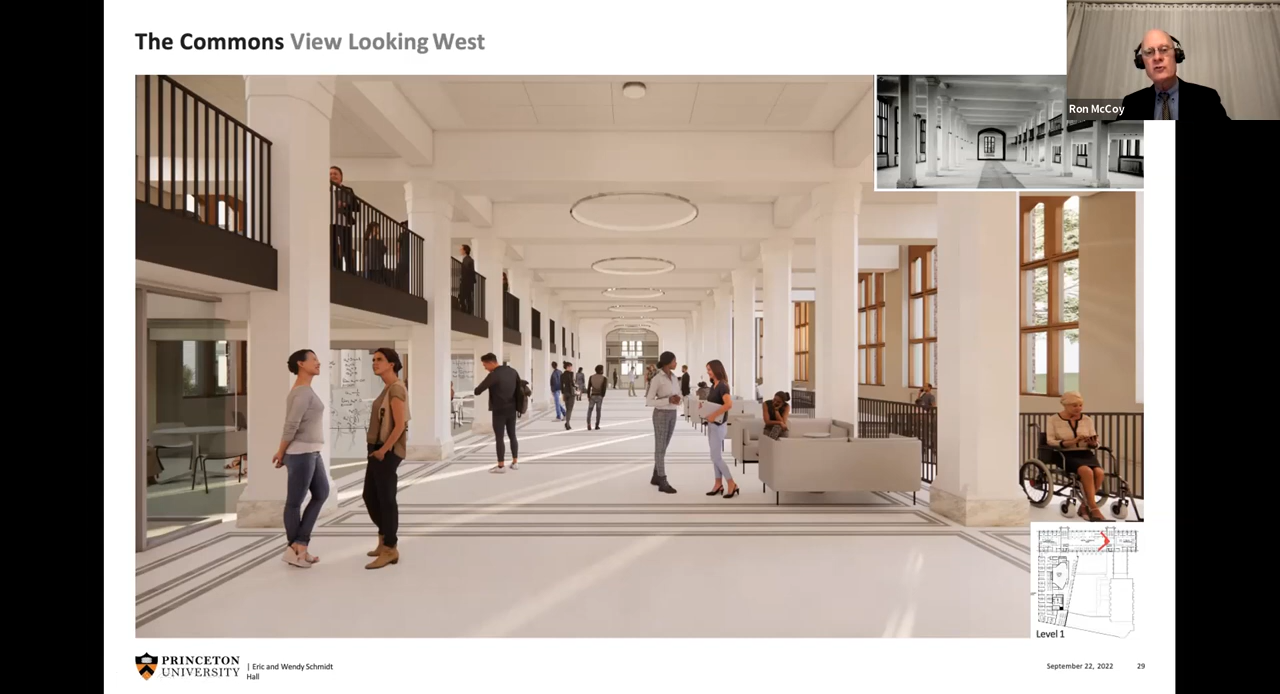 The Commons View Looking West
Ron McCoy
Level 1
PRINCETON
UNIVERSITY
| Eric and Wendy Schmidt
Hall
September 22, 2022
29